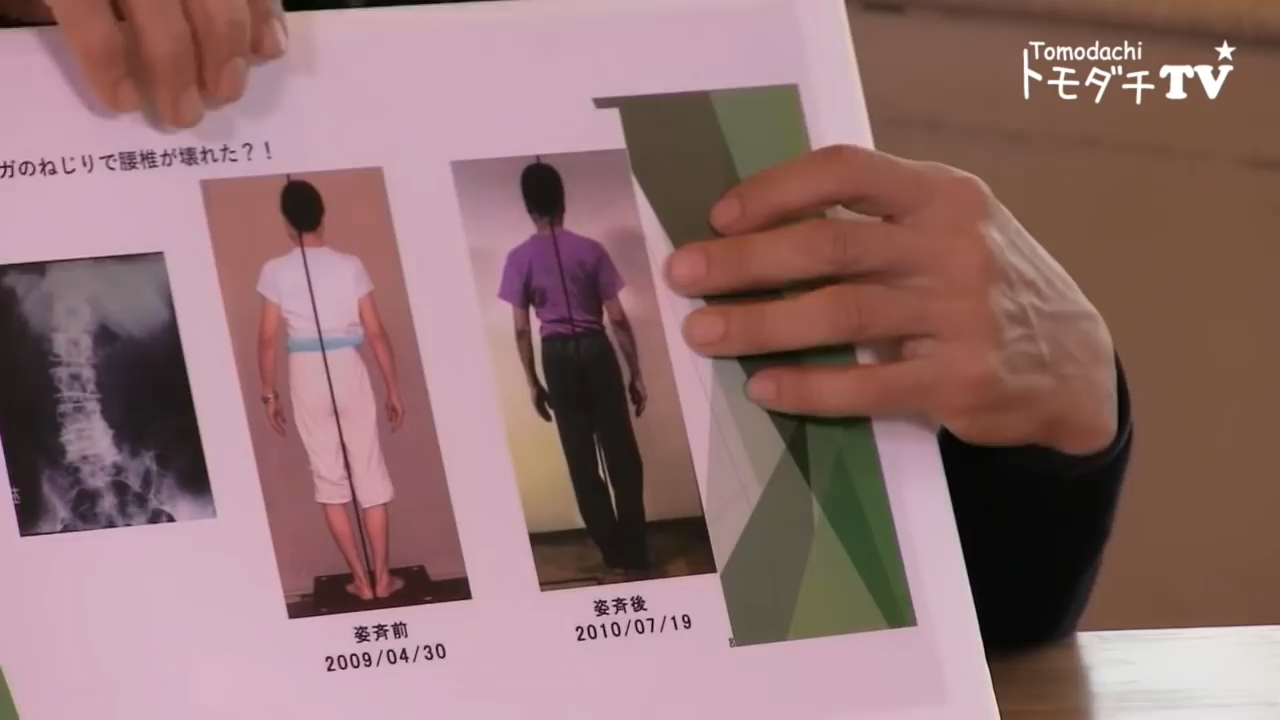 Tomodachi
トモダチTV
ガのねじりで腰椎が壊れた？！
姿斉前
2009/04/30
姿斉後
2010/07/19
8